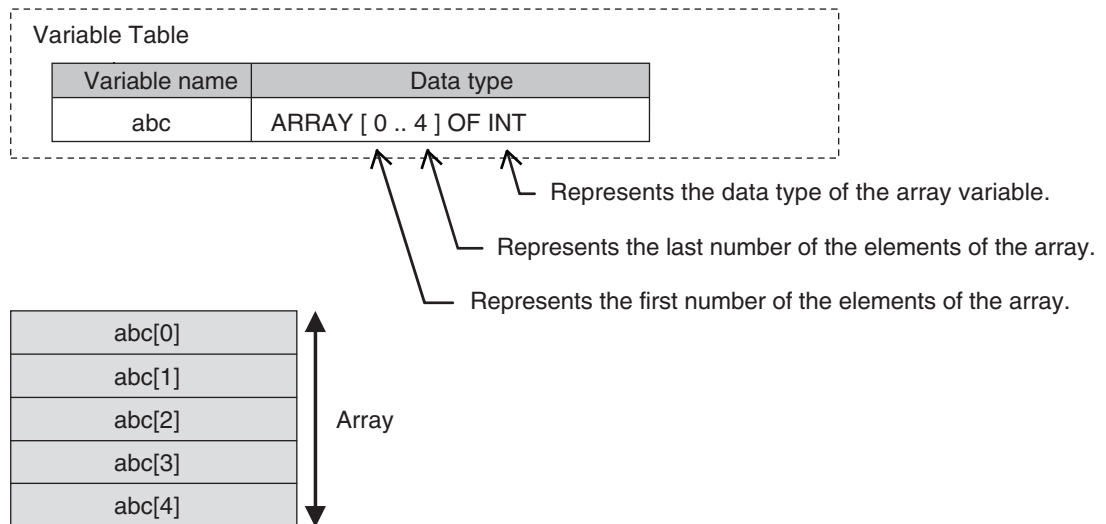 Variable Table
Variable name Data type
abc ARRAY [ 0 .. 4 ] OF INT
Represents the data type of the array variable.
Represents the last number of the elements of the array.
Represents the first number of the elements of the array.
abc[0]
abc[1]
abc[2] Array
abc[3]
abc[4]